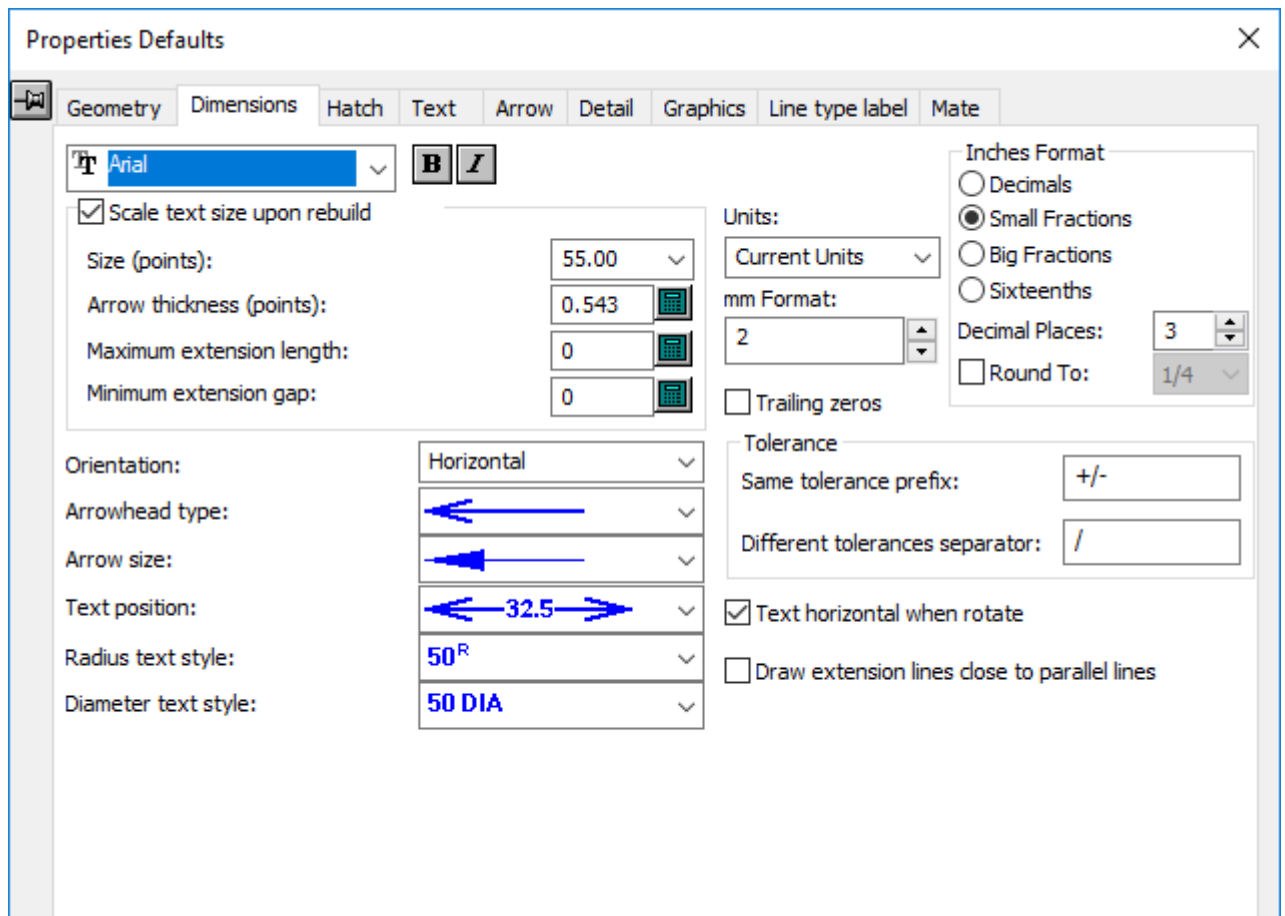 Properties Defaults
Geometry Dimensions Hatch Text Arrow Detail Graphics Line type label Mate
Arial B I
Scale text size upon rebuild
Size (points): 55.00
Arrow thickness (points): 0.543
Maximum extension length: 0
Minimum extension gap: 0
Units:
Current Units
mm Format:
2
Trailing zeros
Inches Format
Decimals
Small Fractions
Big Fractions
Sixteenths
Decimal Places: 3
Round To: 1/4
Orientation: Horizontal
Arrowhead type:
Arrow size:
Text position: 32.5
Radius text style: 50R
Diameter text style: 50 DIA
Tolerance
Same tolerance prefix: +/-
Different tolerances separator: /
Text horizontal when rotate
Draw extension lines close to parallel lines